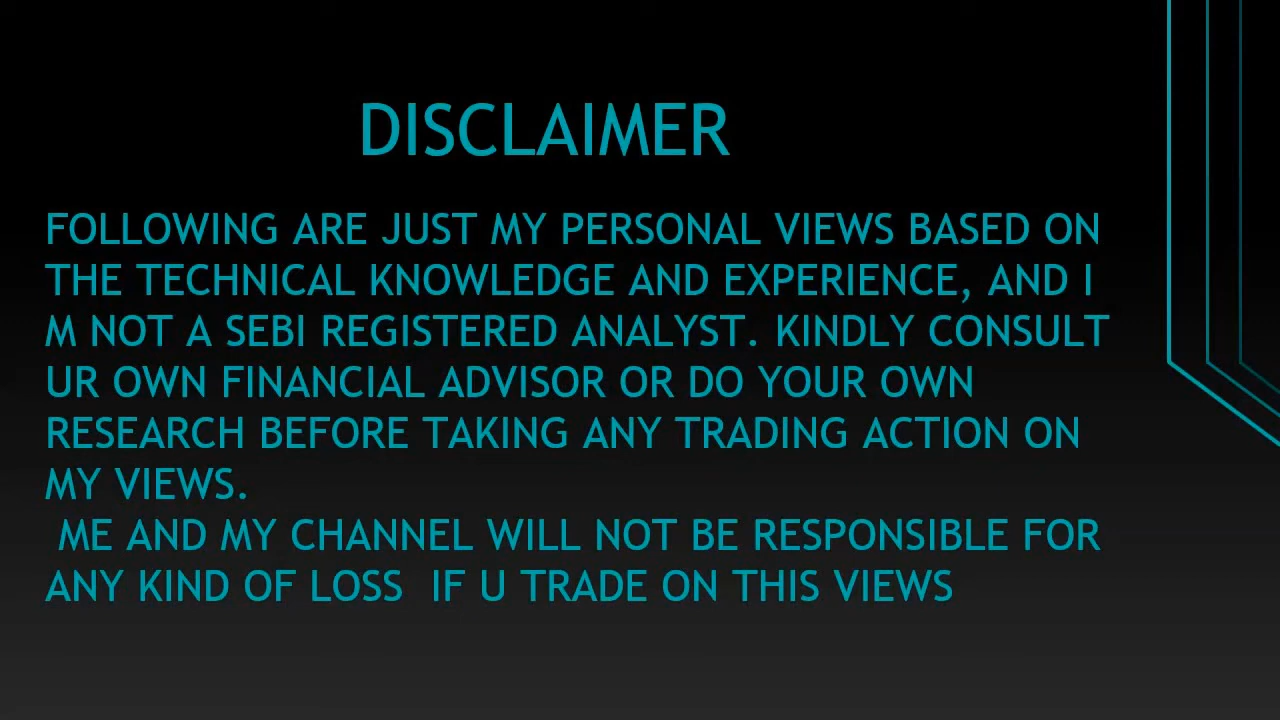 DISCLAIMER
FOLLOWING ARE JUST MY PERSONAL VIEWS BASED ON
THE TECHNICAL KNOWLEDGE AND EXPERIENCE, AND I
M NOT A SEBI REGISTERED ANALYST. KINDLY CONSULT
UR OWN FINANCIAL ADVISOR OR DO YOUR OWN
RESEARCH BEFORE TAKING ANY TRADING ACTION ON
MY VIEWS.
ME AND MY CHANNEL WILL NOT BE RESPONSIBLE FOR
ANY KIND OF LOSS  IF U TRADE ON THIS VIEWS